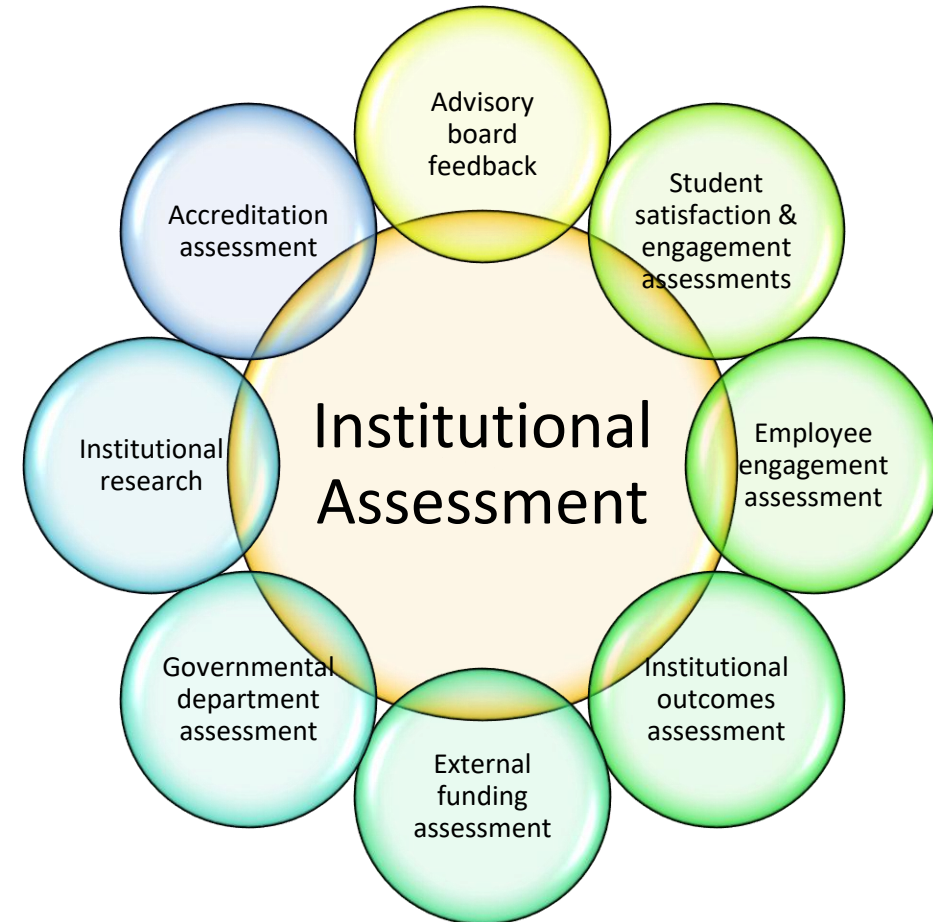 Advisory
board
feedback
Student
satisfaction &
engagement
assessments
Employee
engagement
assessment
Institutional
outcomes
assessment
External
funding
assessment
Governmental
department
assessment
Institutional
research
Accreditation
assessment
Institutional
Assessment